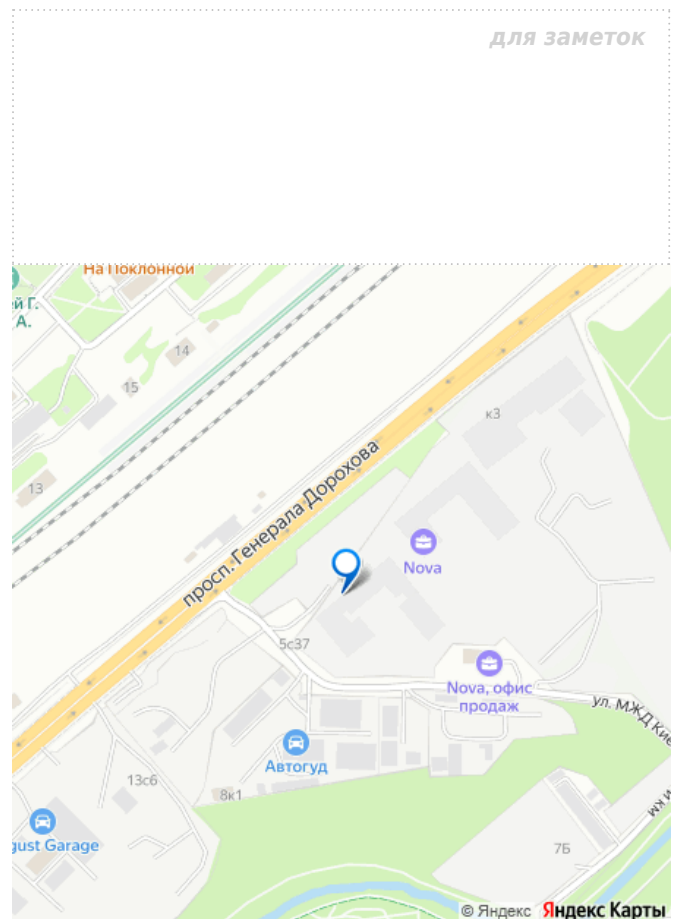 для заметок
На Поклонной
й Г.
А.
14
15
13
к3
просп. Генерала Дорохова
Nova
5с37
Nova, офис
продаж
ул. МЖД Кие
Автогуд
13с6
8к1
gust Garage
7Б
й км
© Яндекс Яндекс Карты